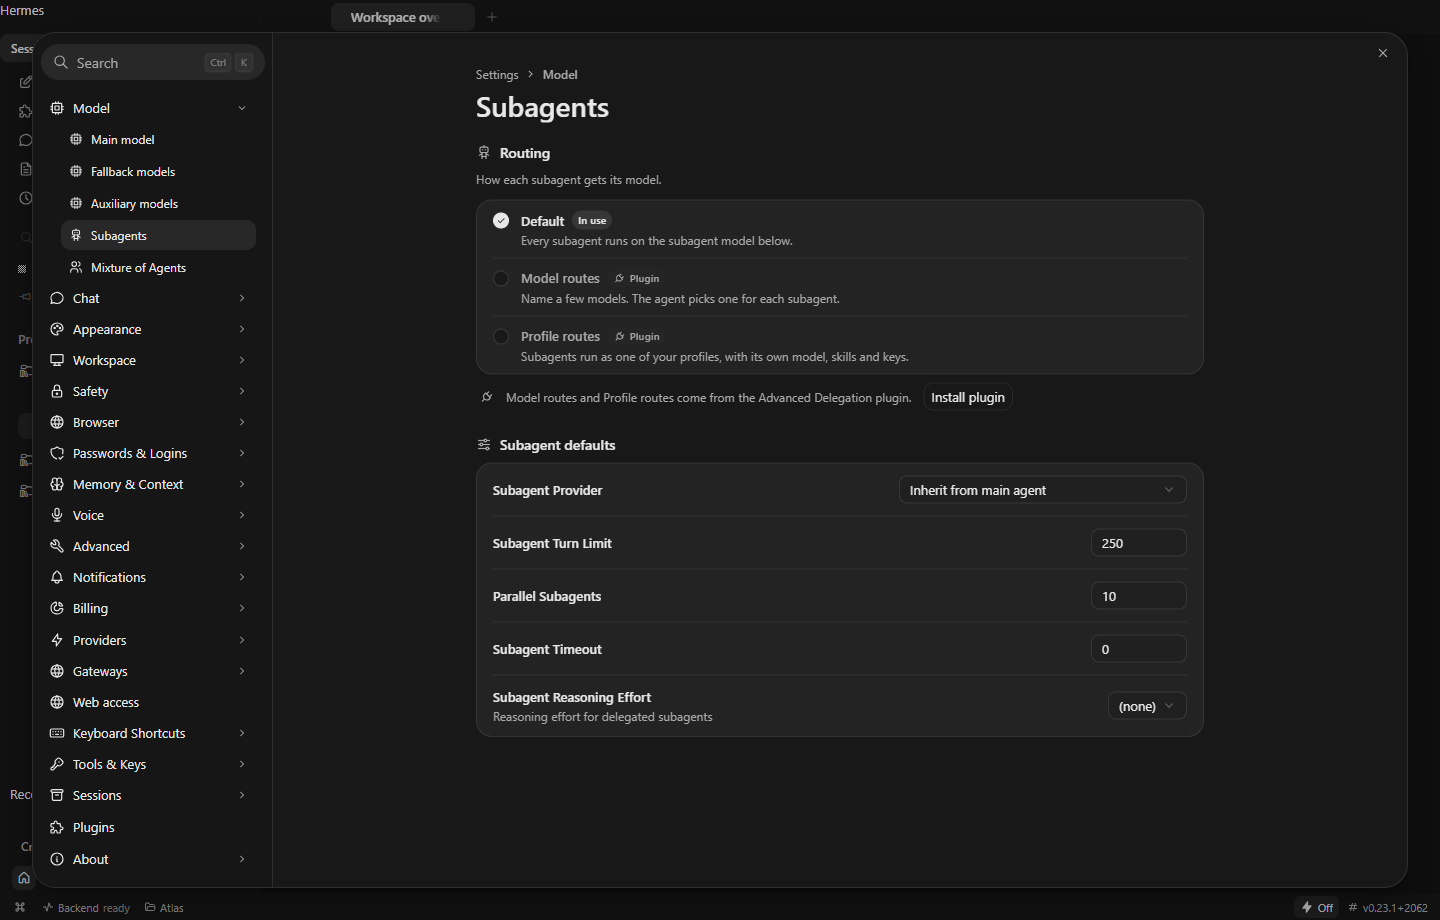 Hermes
Workspace ove
Sess
Search
Ctrl K
Model
Main model
Fallback models
Auxiliary models
Subagents
Mixture of Agents
Chat
Appearance
Workspace
Safety
Browser
Passwords & Logins
Memory & Context
Voice
Advanced
Notifications
Billing
Providers
Gateways
Web access
Keyboard Shortcuts
Tools & Keys
Sessions
Plugins
About
Pr
Rece
Cr
Settings > Model
Subagents
Routing
How each subagent gets its model.
Default In use
Every subagent runs on the subagent model below.
Model routes Plugin
Name a few models. The agent picks one for each subagent.
Profile routes Plugin
Subagents run as one of your profiles, with its own model, skills and keys.
Model routes and Profile routes come from the Advanced Delegation plugin. Install plugin
Subagent defaults
Subagent Provider Inherit from main agent
Subagent Turn Limit 250
Parallel Subagents 10
Subagent Timeout 0
Subagent Reasoning Effort (none)
Reasoning effort for delegated subagents
Backend ready Atlas
Off # v0.23.1+2062